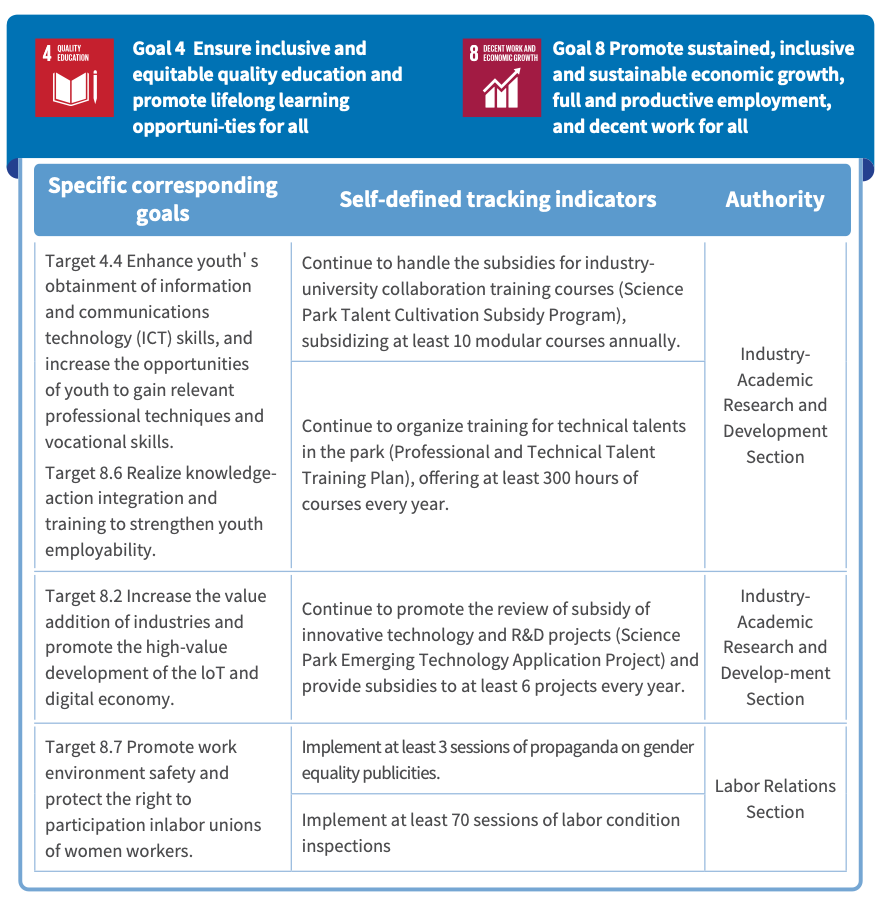 4 QUALITY
EDUCATION
Goal 4  Ensure inclusive and
equitable quality education and
promote lifelong learning
opportuni-ties for all
8 DECENT WORK AND
ECONOMIC GROWTH
Goal 8 Promote sustained, inclusive
and sustainable economic growth,
full and productive employment,
and decent work for all
Specific corresponding
goals
Self-defined tracking indicators
Authority
Target 4.4 Enhance youth' s
obtainment of information
and communications
technology (ICT) skills, and
increase the opportunities
of youth to gain relevant
professional techniques and
vocational skills.
Target 8.6 Realize knowledge-
action integration and
training to strengthen youth
employability.
Continue to handle the subsidies for industry-
university collaboration training courses (Science
Park Talent Cultivation Subsidy Program),
subsidizing at least 10 modular courses annually.
Continue to organize training for technical talents
in the park (Professional and Technical Talent
Training Plan), offering at least 300 hours of
courses every year.
Industry-
Academic
Research and
Development
Section
Target 8.2 Increase the value
addition of industries and
promote the high-value
development of the loT and
digital economy.
Continue to promote the review of subsidy of
innovative technology and R&D projects (Science
Park Emerging Technology Application Project) and
provide subsidies to at least 6 projects every year.
Industry-
Academic
Research and
Develop-ment
Section
Target 8.7 Promote work
environment safety and
protect the right to
participation inlabor unions
of women workers.
Implement at least 3 sessions of propaganda on gender
equality publicities.
Implement at least 70 sessions of labor condition
inspections
Labor Relations
Section